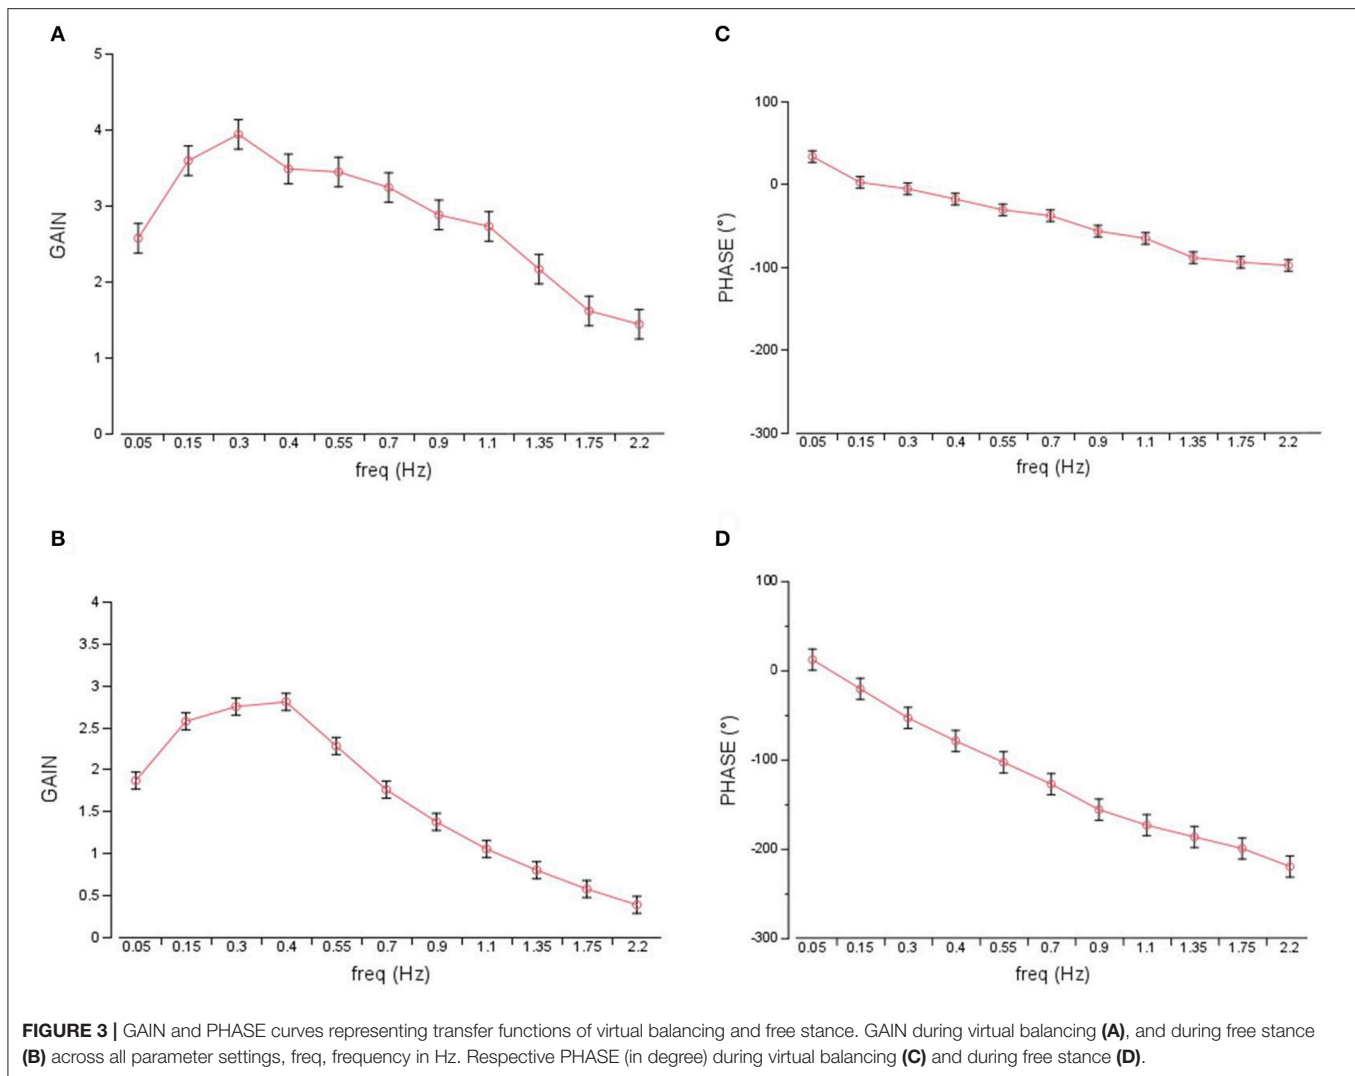 A
5
4
3
2
1
0
GAIN
0.05 0.15 0.3 0.4 0.55 0.7 0.9 1.1 1.35 1.75 2.2
freq (Hz)
C
100
0
-100
-200
-300
PHASE (°)
0.05 0.15 0.3 0.4 0.55 0.7 0.9 1.1 1.35 1.75 2.2
freq (Hz)
B
4
3.5
3
2.5
2
1.5
1
0.5
0
GAIN
0.05 0.15 0.3 0.4 0.55 0.7 0.9 1.1 1.35 1.75 2.2
freq (Hz)
D
100
0
-100
-200
-300
PHASE (°)
0.05 0.15 0.3 0.4 0.55 0.7 0.9 1.1 1.35 1.75 2.2
freq (Hz)
FIGURE 3 | GAIN and PHASE curves representing transfer functions of virtual balancing and free stance. GAIN during virtual balancing (A), and during free stance
(B) across all parameter settings, freq, frequency in Hz. Respective PHASE (in degree) during virtual balancing (C) and during free stance (D).